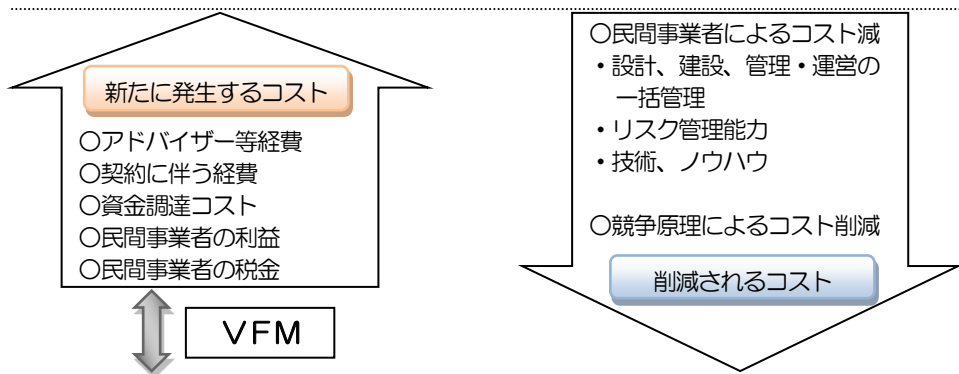 新たに発生するコスト
○アドバイザー等経費
○契約に伴う経費
○資金調達コスト
○民間事業者の利益
○民間事業者の税金
VFM
○民間事業者によるコスト減
・設計、建設、管理・運営の
一括管理
・リスク管理能力
・技術、ノウハウ
○競争原理によるコスト削減
削減されるコスト